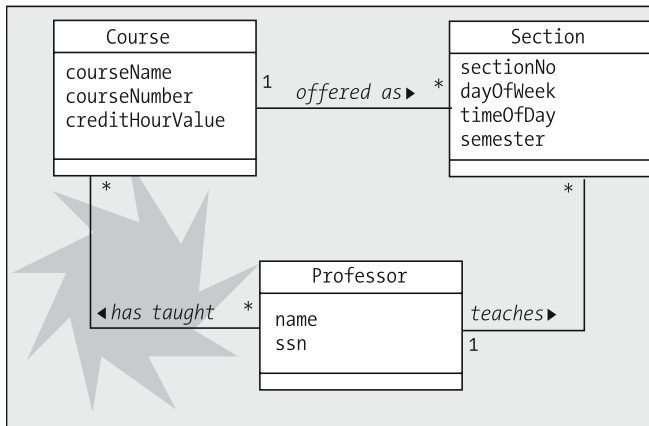 Course
courseName
courseNumber
creditHourValue
1
offered as▶
*
Section
sectionNo
dayOfWeek
timeOfDay
semester
*
*
Professor
name
ssn
◀has taught
*
teaches▶
1